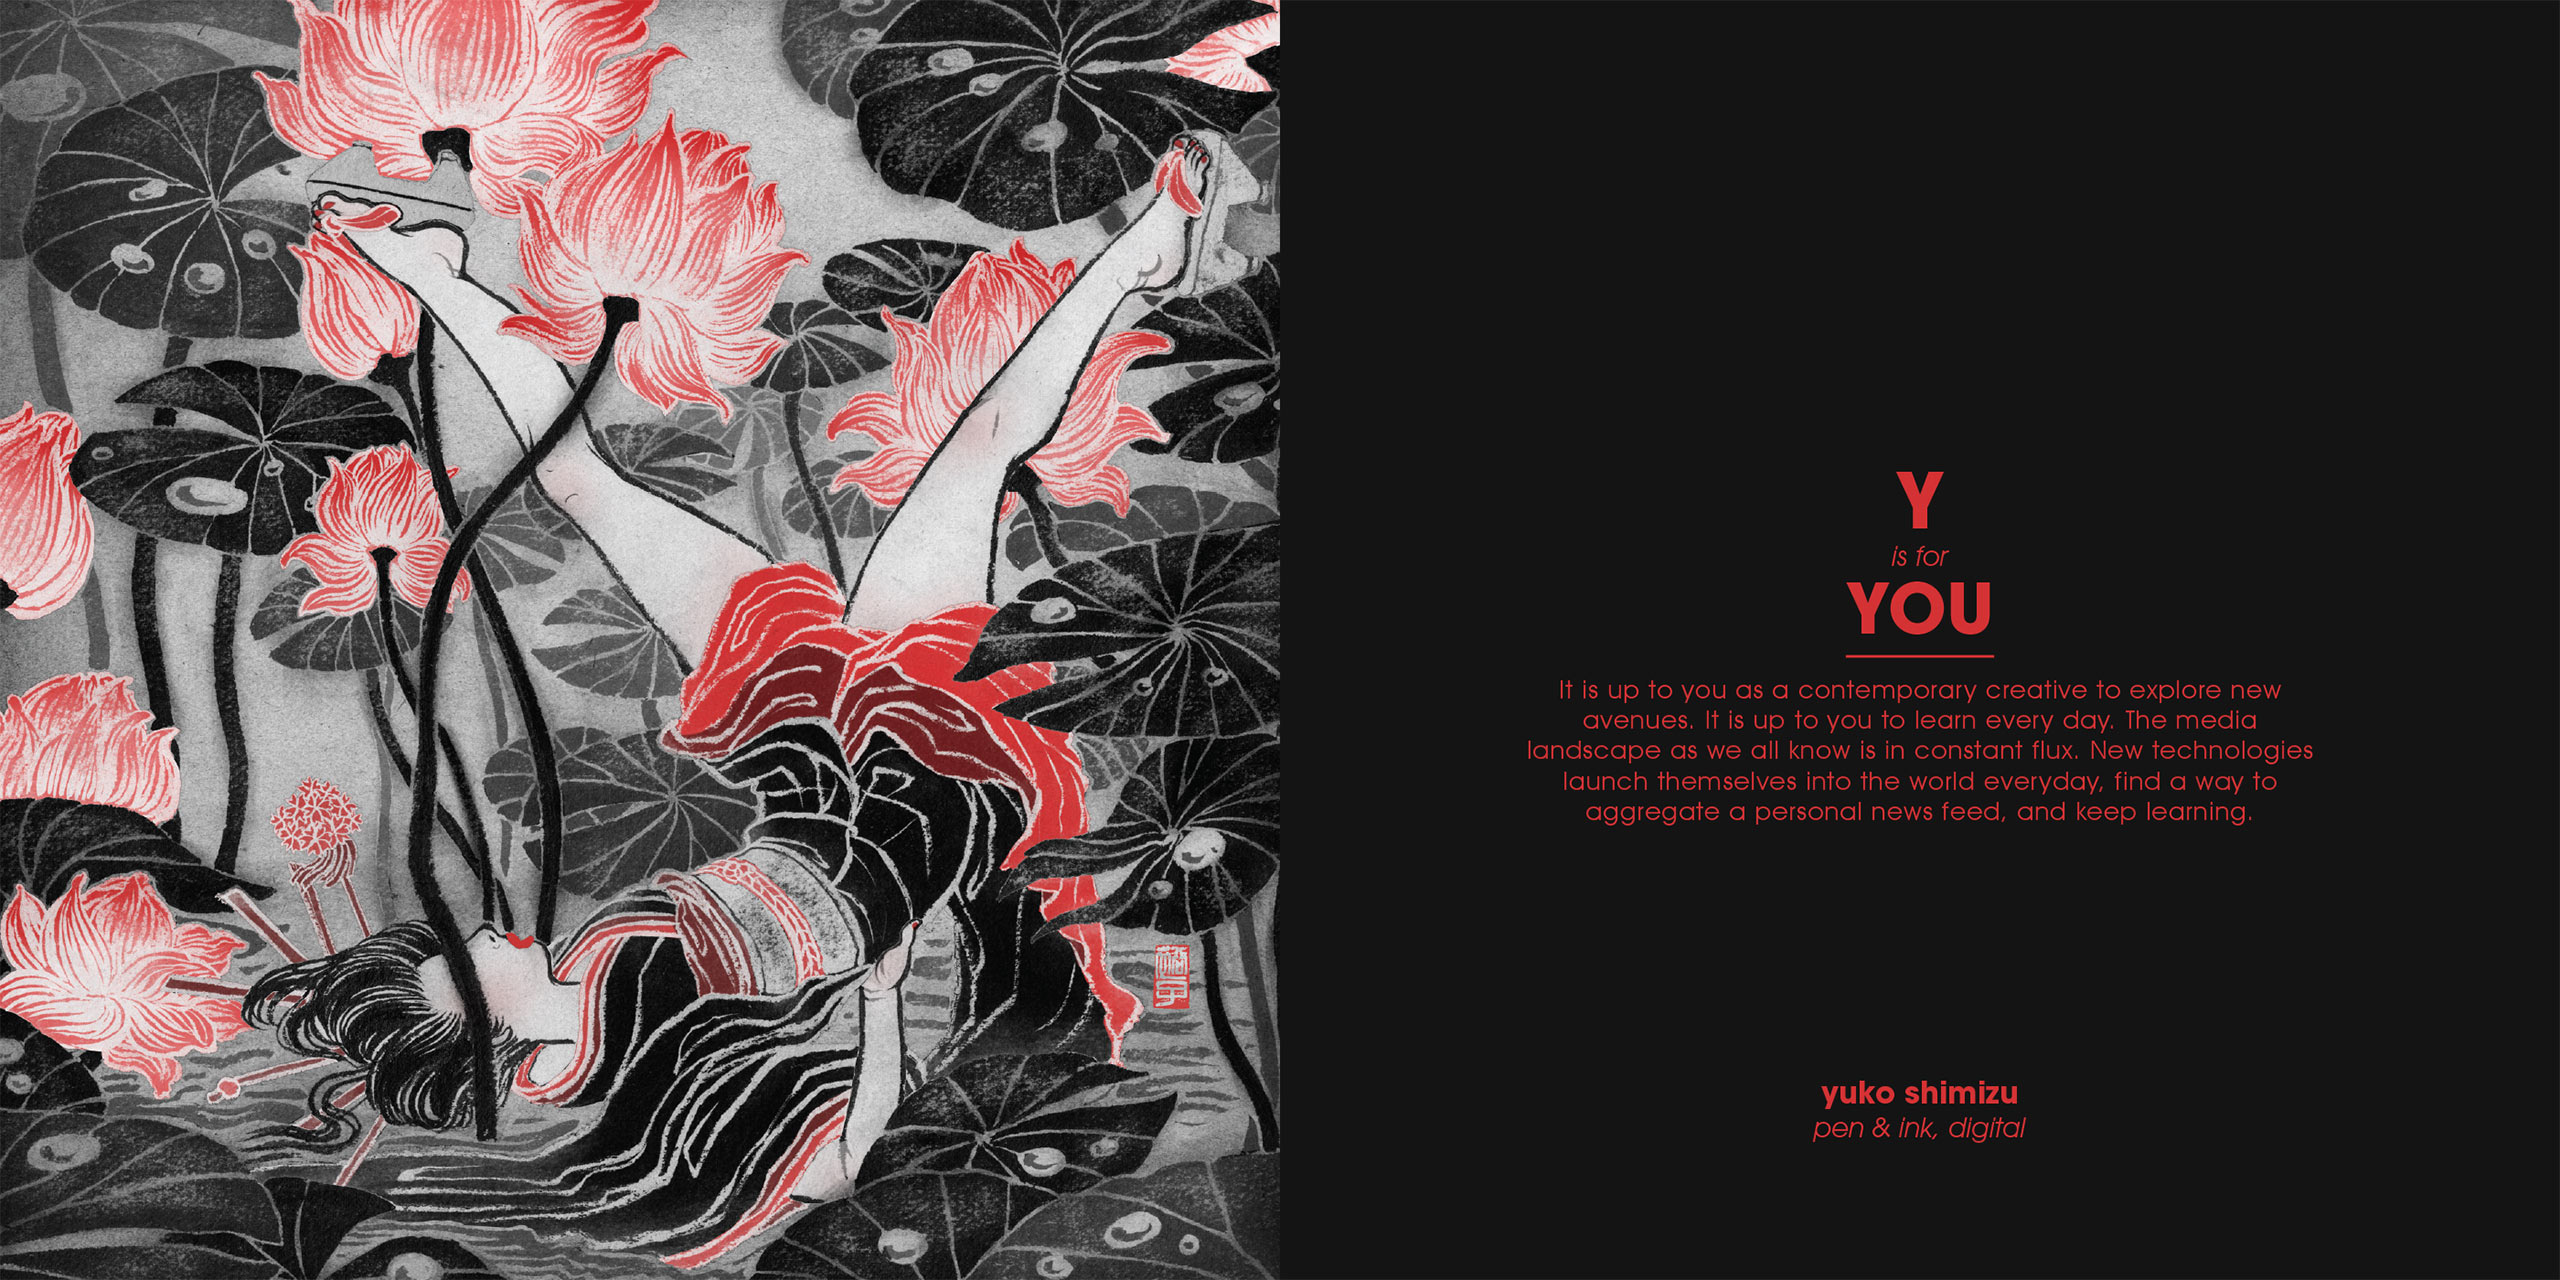 Y
is for
YOU
It is up to you as a contemporary creative to explore new
avenues. It is up to you to learn every day. The media
landscape as we all know is in constant flux. New technologies
launch themselves into the world everyday, find a way to
aggregate a personal news feed, and keep learning.
yuko shimizu
pen & ink, digital